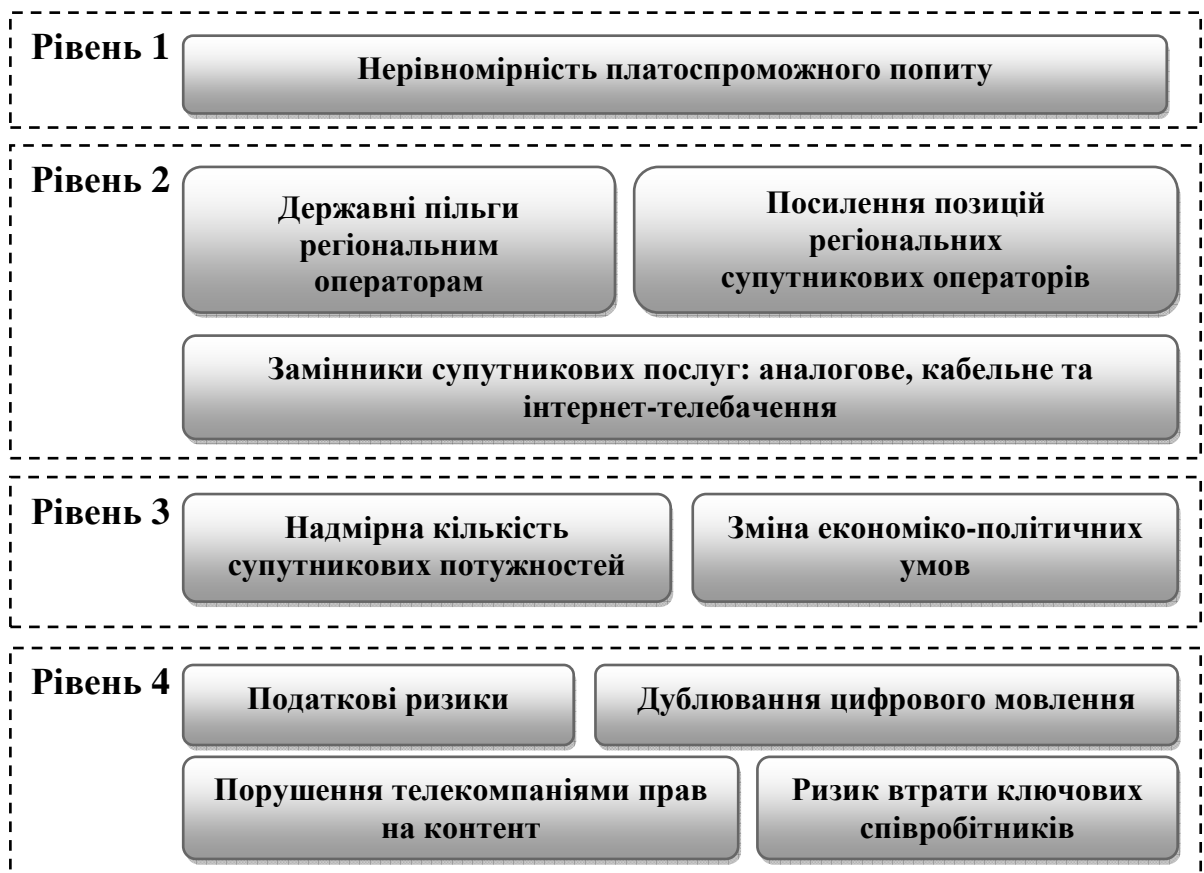 Рівень 1
Нерівномірність платоспроможного попиту
Рівень 2
Державні пільги
регіональним
операторам
Посилення позицій
регіональних
супутникових операторів
Замінники супутникових послуг: аналогове, кабельне та
інтернет-телебачення
Рівень 3
Надмірна кількість
супутникових потужностей
Зміна економіко-політичних
умов
Рівень 4
Податкові ризики
Дублювання цифрового мовлення
Порушення телекомпаніями прав
на контент
Ризик втрати ключових
співробітників